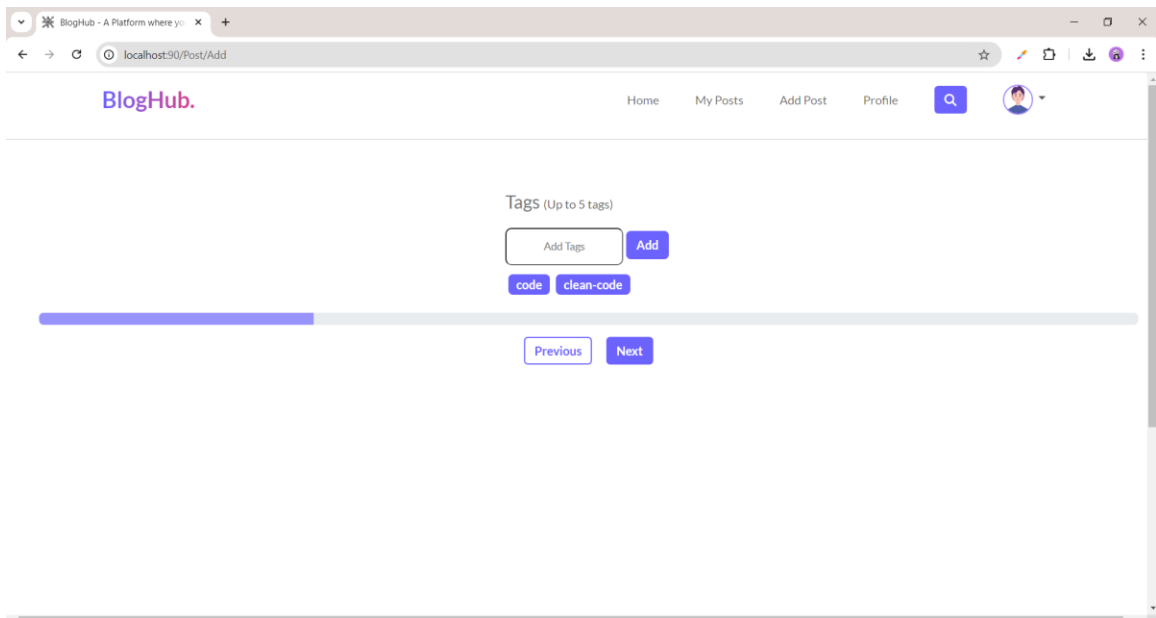 BlogHub - A Platform where yo
localhost:90/Post/Add
BlogHub.
Home My Posts Add Post Profile
Tags (Up to 5 tags)
Add Tags Add
code clean-code
Previous Next